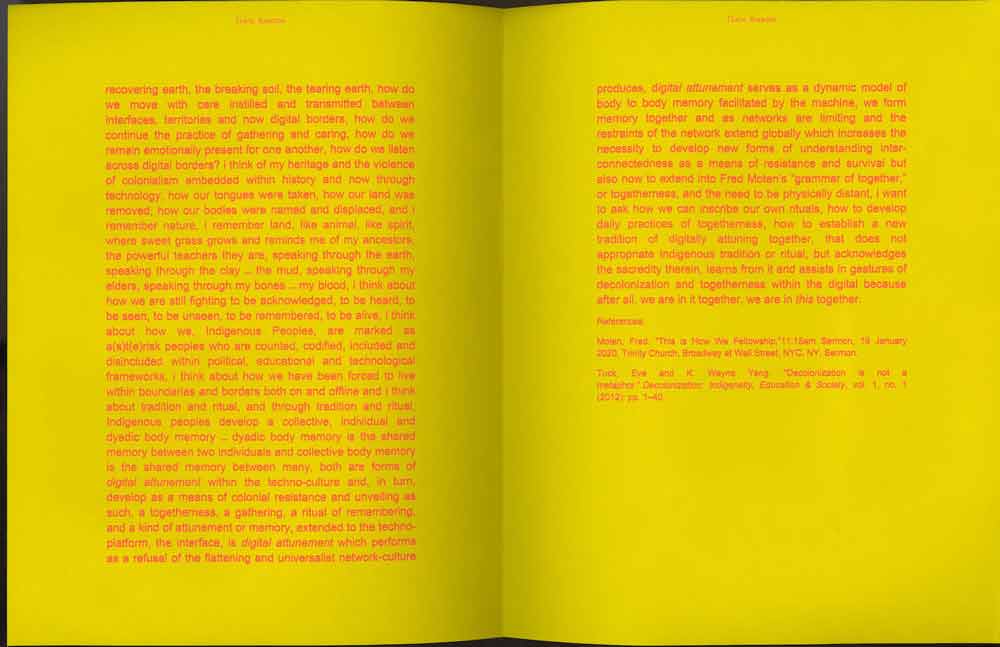 recovering earth, the breaking soil, the tearing earth, how do
we move with care instilled and transmitted between
interfaces, territories and now digital borders, how do we
continue the practice of gathering and caring, how do we
remain emotionally present for one another, how do we listen
across digital borders? i think of my heritage and the violence
of colonialism embedded within history and now through
technology, how our tongues were taken, how our land was
removed, how our bodies were named and displaced, and i
remember nature, i remember land, like animal, like spirit,
where sweet grass grows and reminds me of my ancestors,
the powerful teachers they are, speaking through the earth,
speaking through the clay ... the mud, speaking through my
elders, speaking through my bones ... my blood, i think about
how we are still fighting to be acknowledged, to be heard, to
be seen, to be unseen, to be remembered, to be alive, i think
about how we, Indigenous Peoples, are marked as
a(s)t(e)risk peoples who are counted, codified, included and
disincluded within political, educational and technological
frameworks, i think about how we have been forced to live
within boundaries and borders both on and offline and i think
about tradition and ritual, and through tradition and ritual,
Indigenous peoples develop a collective, individual and
dyadic body memory ... dyadic body memory is the shared
memory between two individuals and collective body memory
is the shared memory between many, both are forms of
digital attunement within the techno-culture and, in turn,
develop as a means of colonial resistance and unveiling as
such, a togetherness, a gathering, a ritual of remembering,
and a kind of attunement or memory, extended to the techno-
platform, the interface, is digital attunement which performs
as a refusal of the flattening and universalist network-culture
produces, digital attunement serves as a dynamic model of
body to body memory facilitated by the machine, we form
memory together and as networks are limiting and the
restraints of the network extend globally which increases the
necessity to develop new forms of understanding inter-
connectedness as a means of resistance and survival but
also now to extend into Fred Moten's "grammar of together,"
or togetherness, and the need to be physically distant, i want
to ask how we can inscribe our own rituals, how to develop
daily practices of togetherness, how to establish a new
tradition of digitally attuning together, that does not
appropriate Indigenous tradition or ritual, but acknowledges
the sacredity therein, learns from it and assists in gestures of
decolonization and togetherness within the digital because
after all, we are in it together, we are in this together.
References
Moten, Fred. "This is How We Fellowship,"11:15am Sermon, 19 January
2020, Trinity Church, Broadway at Wall Street, NYC, NY. Sermon.
Tuck, Eve and K. Wayne Yang. "Decolonization is not a
metaphor." Decolonization: Indigeneity, Education & Society, vol. 1, no. 1
(2012): pp. 1–40.